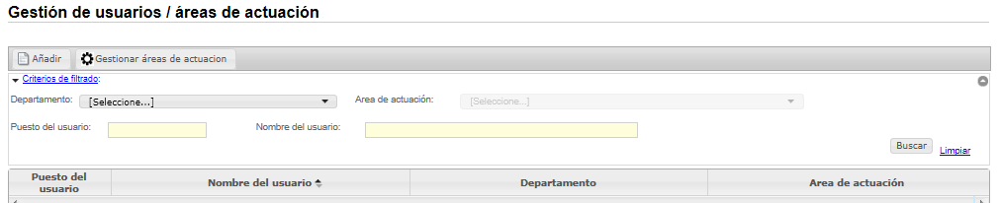 Gestión de usuarios / áreas de actuación
Añadir Gestionar áreas de actuacion
Criterios de filtrado:
Departamento: [Seleccione...] Area de actuación: [Seleccione...]
Puesto del usuario: Nombre del usuario:
Buscar Limpiar
Puesto del usuario Nombre del usuario Departamento Area de actuación